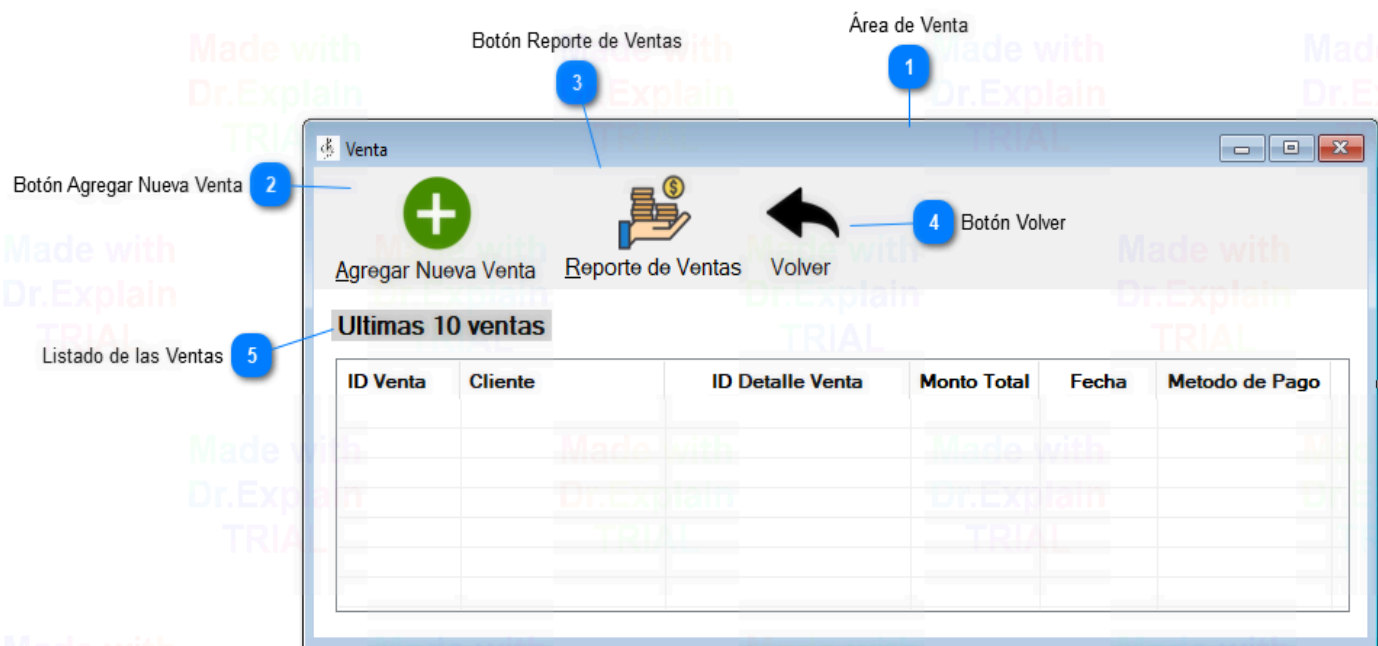 Área de Venta
1
Botón Reporte de Ventas
3
Venta
Botón Agregar Nueva Venta 2
4 Botón Volver
Agregar Nueva Venta Reporte de Ventas Volver
Ultimas 10 ventas
Listado de las Ventas 5
ID Venta Cliente ID Detalle Venta Monto Total Fecha Metodo de Pago
Made with
Dr.Explain
TRIAL